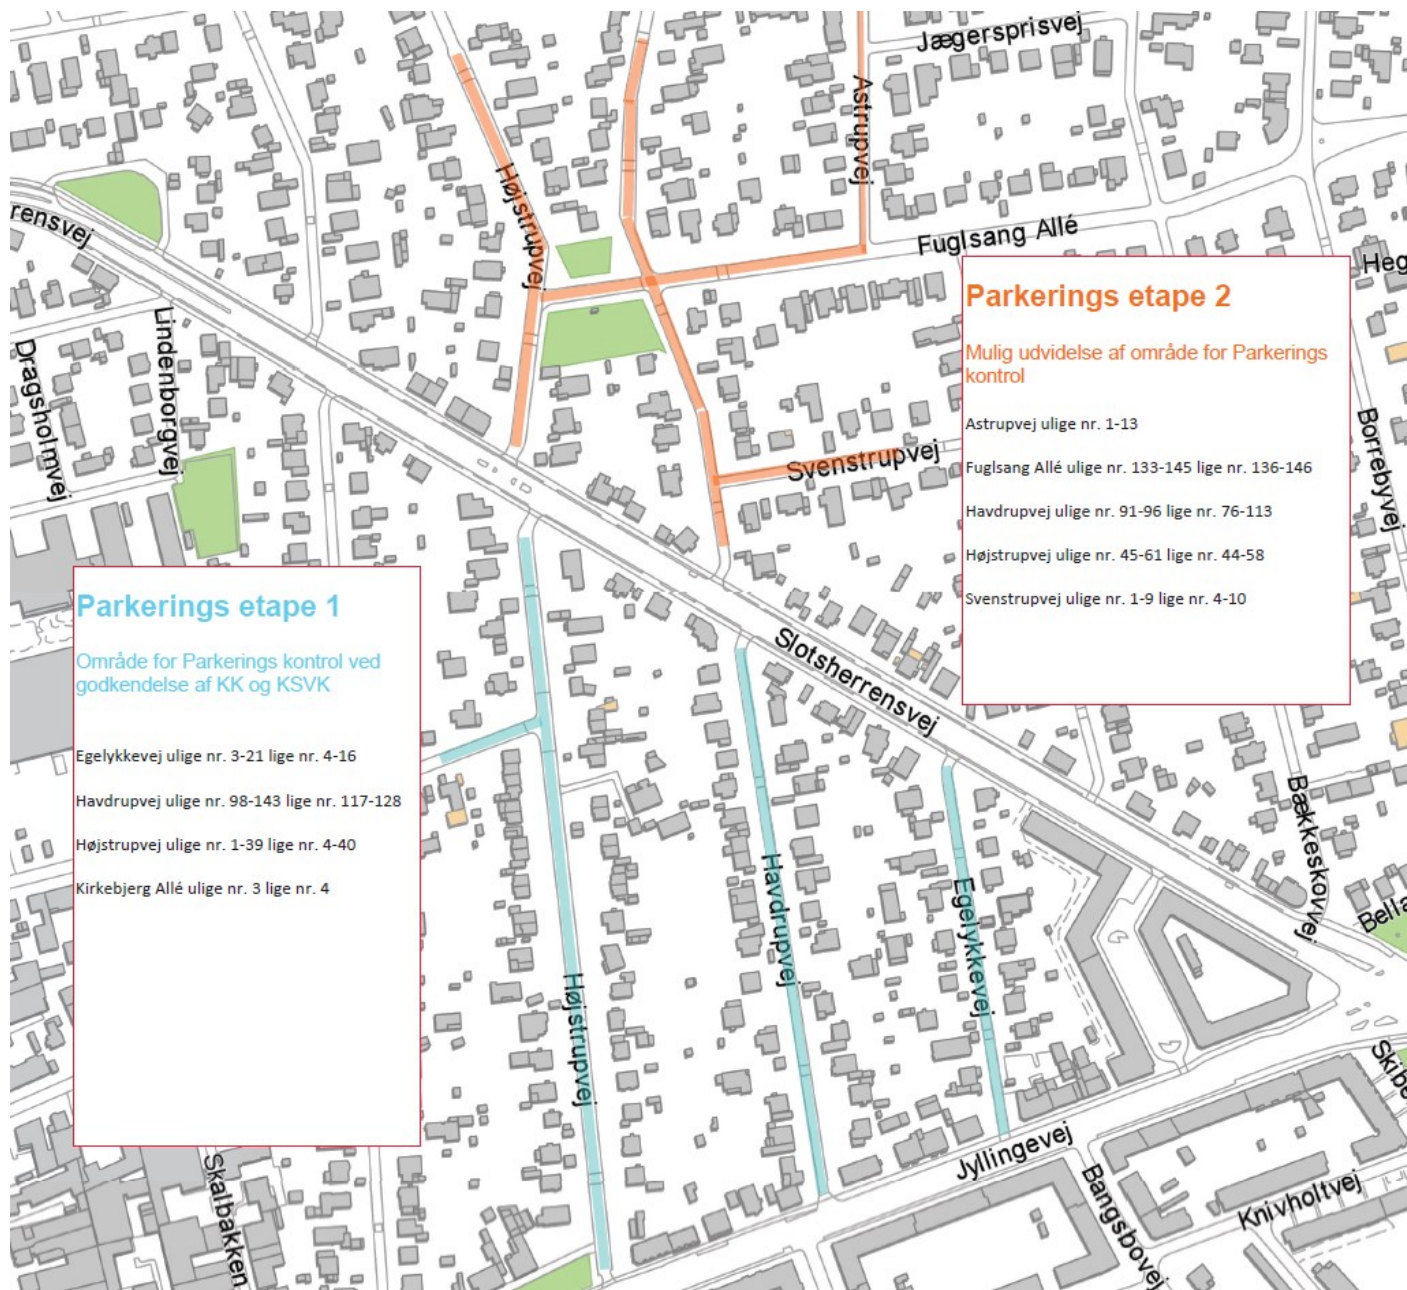 Jægersprisvej
Astrupvej
Højstrupvej
rensvej
Fuglsang Allé
Heg
Lindenborgvej
Dragsholmvej
Borrebyvej
Svenstrupvej
Parkerings etape 2
Mulig udvidelse af område for Parkerings
kontrol
Astrupvej ulige nr. 1-13
Fuglsang Allé ulige nr. 133-145 lige nr. 136-146
Havdrupvej ulige nr. 91-96 lige nr. 76-113
Højstrupvej ulige nr. 45-61 lige nr. 44-58
Svenstrupvej ulige nr. 1-9 lige nr. 4-10
Parkerings etape 1
Område for Parkerings kontrol ved
godkendelse af KK og KSVK
Egelykkevej ulige nr. 3-21 lige nr. 4-16
Havdrupvej ulige nr. 98-143 lige nr. 117-128
Højstrupvej ulige nr. 1-39 lige nr. 4-40
Kirkebjerg Allé ulige nr. 3 lige nr. 4
Slotsherrensvej
Bækkeskovvej
Bella
Havdrupvej
Egelykkevej
Højstrupvej
Skibe
Jyllingevej
Skalbakken
Bangsbovej
Knivholtvej